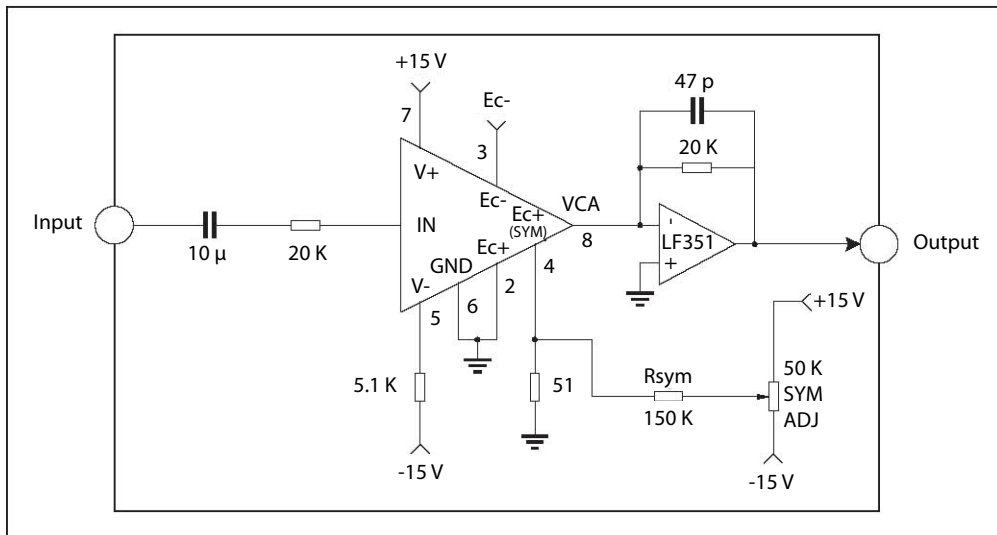 +15 V
7
Ec-
3
V+
Ec-
Ec+
(SYM)
VCA
8
47 p
20 K
-
LF351
+
Input
10 µ
20 K
IN
GND
Ec+
V-
5
6
2
4
Output
5.1 K
-15 V
51
Rsym
150 K
+15 V
50 K
SYM
ADJ
-15 V